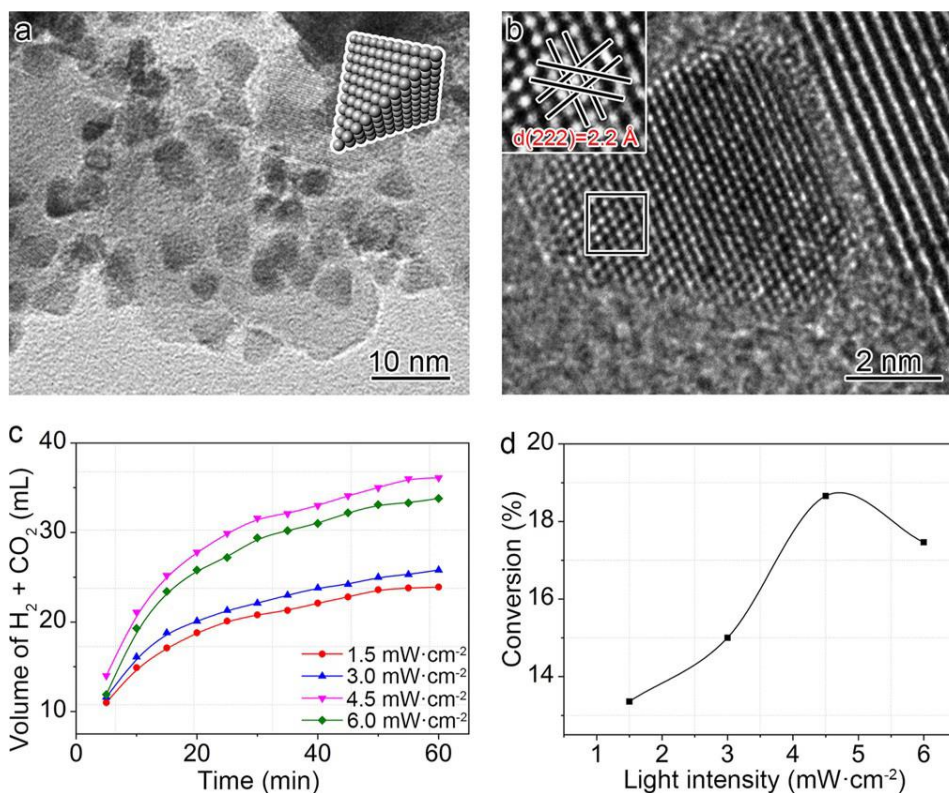 a
10 nm
b
d(222)=2.2 Å
2 nm
c
Volume of H₂ + CO₂ (mL)
40
30
20
10
0 20 40 60
Time (min)
1.5 mW·cm⁻²
3.0 mW·cm⁻²
4.5 mW·cm⁻²
6.0 mW·cm⁻²
d
Conversion (%)
20
18
16
14
1 2 3 4 5 6
Light intensity (mW·cm⁻²)